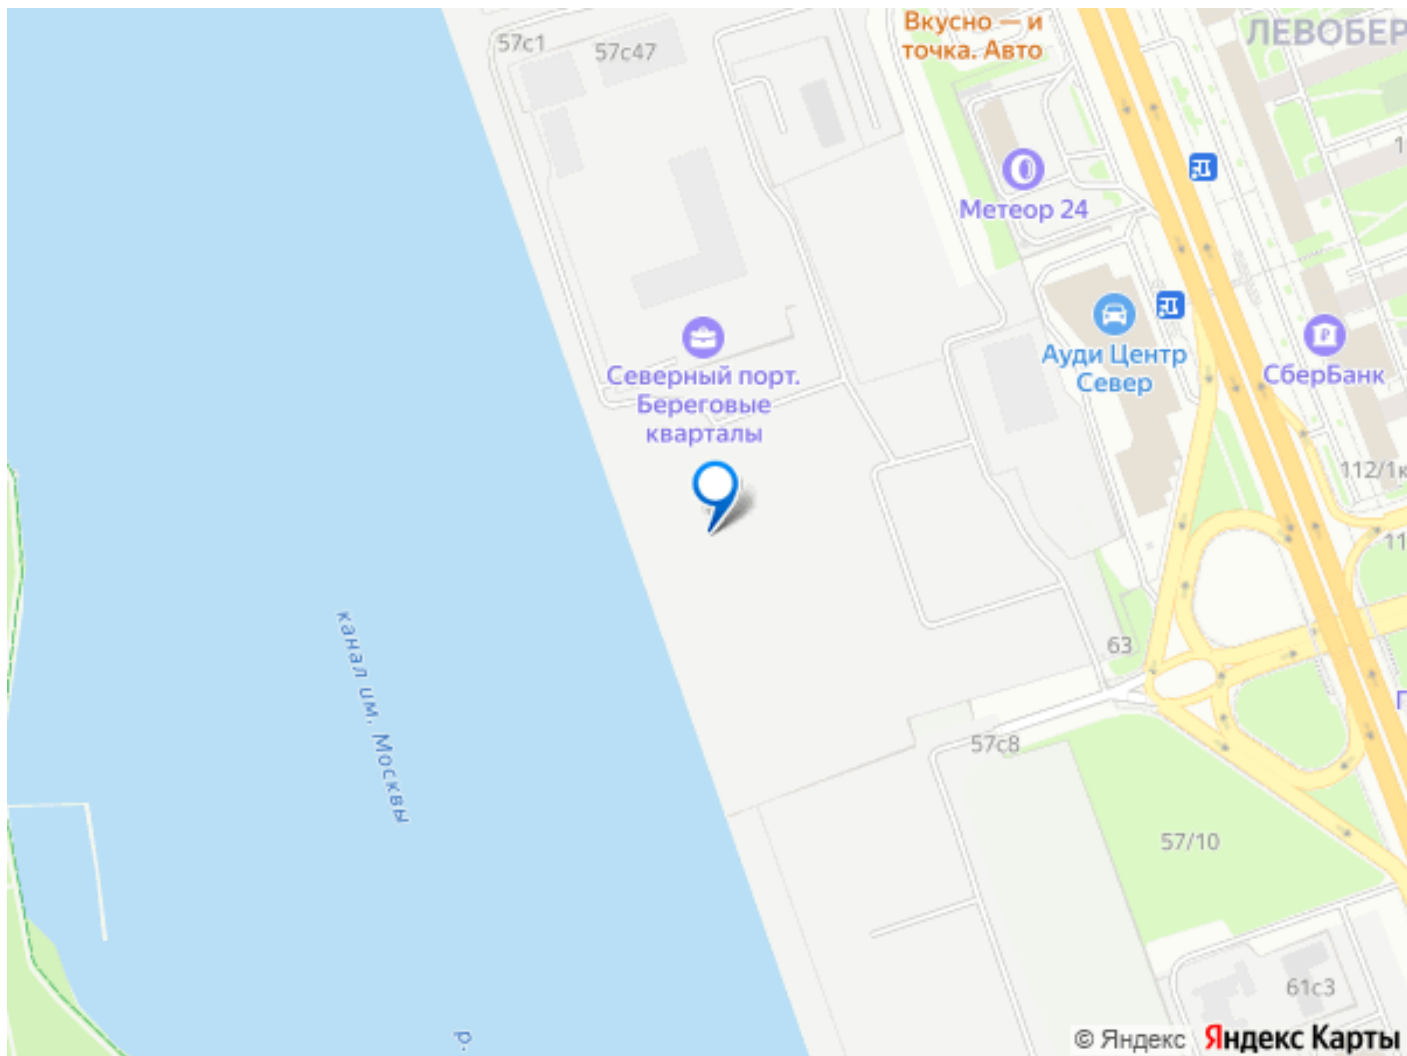 57с1
57с47
Вкусно — и
точка. Авто
ЛЕВОБЕР
Метеор 24
Ауди Центр
Север
СберБанк
Северный порт.
Береговые
кварталы
112/1к
11
63
канал им. Москвы
57с8
57/10
61с3
р.
© Яндекс Яндекс Карты